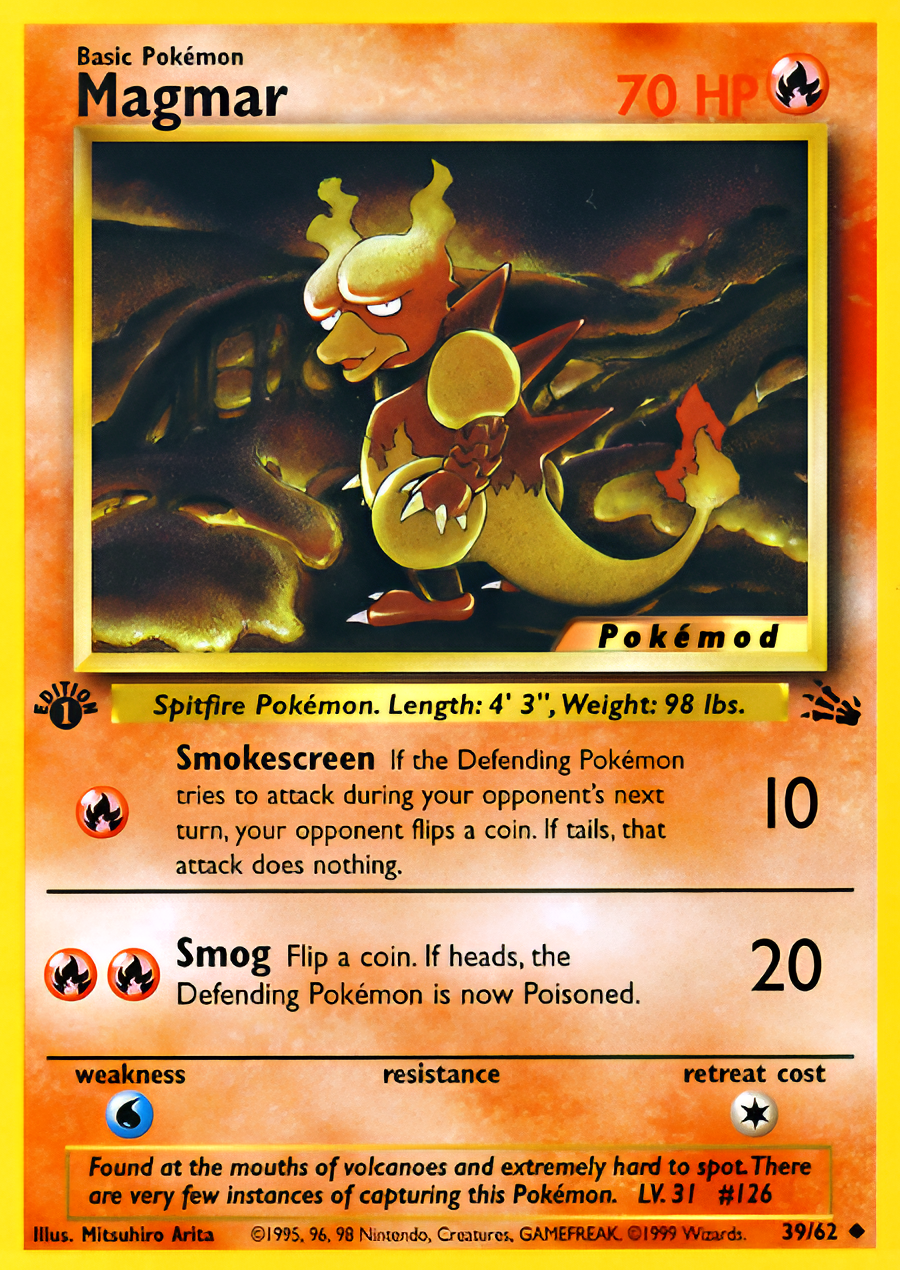 Basic Pokémon
Magmar 70 HP
Pokémod
EDITION
1
Spitfire Pokémon. Length: 4' 3", Weight: 98 lbs.
Smokescreen If the Defending Pokémon
tries to attack during your opponent's next
turn, your opponent flips a coin. If tails, that
attack does nothing.
10
Smog Flip a coin. If heads, the
Defending Pokémon is now Poisoned.
20
weakness resistance retreat cost
Found at the mouths of volcanoes and extremely hard to spot. There
are very few instances of capturing this Pokémon. LV. 31 #126
Illus. Mitsuhiro Arita ©1995, 96, 98 Nintendo, Creatures, GAMEFREAK. ©1999 Wizards. 39/62